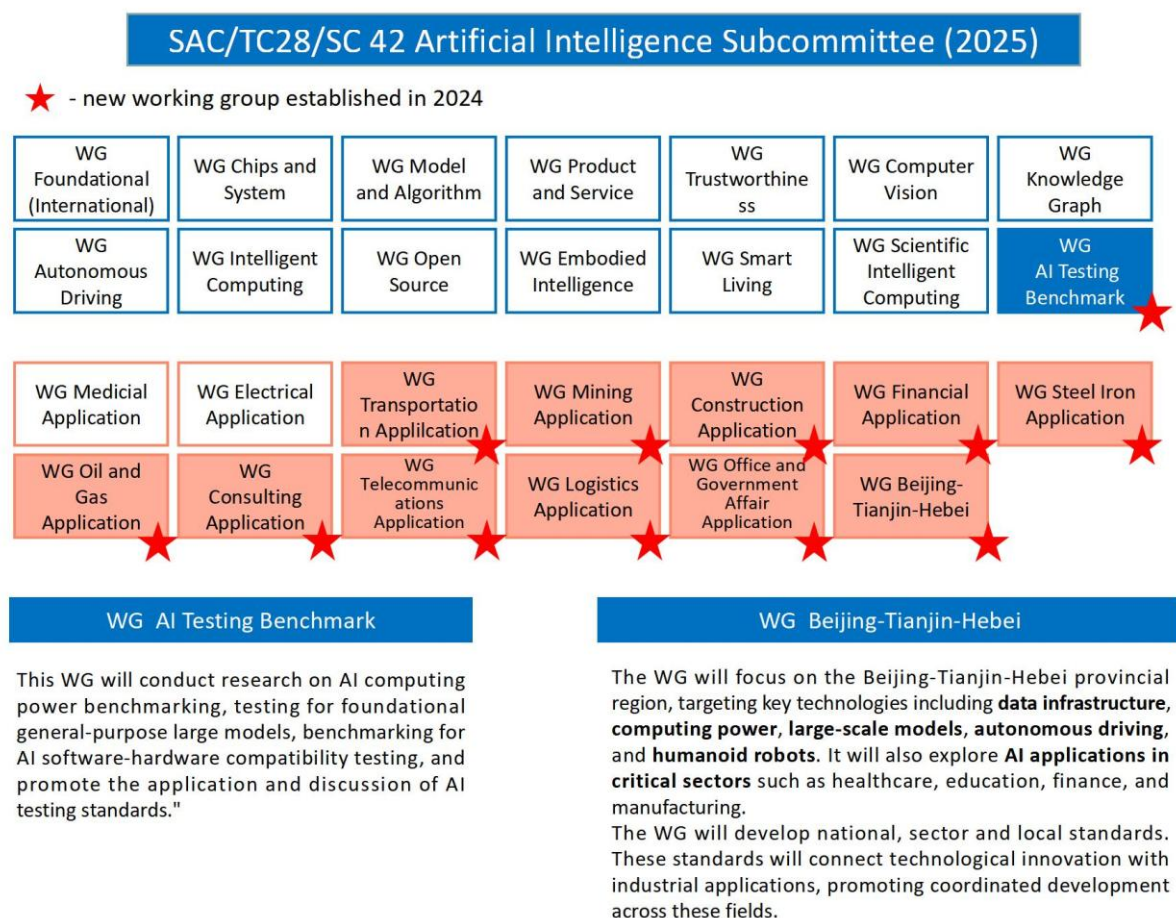 SAC/TC28/SC 42 Artificial Intelligence Subcommittee (2025)
- new working group established in 2024
WG
Foundational
(International)
WG Chips and
System
WG Model
and Algorithm
WG Product
and Service
WG
Trustworthine
ss
WG Computer
Vision
WG
Knowledge
Graph
WG
Autonomous
Driving
WG Intelligent
Computing
WG Open
Source
WG Embodied
Intelligence
WG Smart
Living
WG Scientific
Intelligent
Computing
WG
AI Testing
Benchmark
WG Medicial
Application
WG Electrical
Application
WG
Transportatio
n Applilcation
WG Mining
Application
WG
Construction
Application
WG Financial
Application
WG Steel Iron
Application
WG Oil and
Gas
Application
WG
Consulting
Application
WG
Telecommunic
ations
Application
WG Logistics
Application
WG Office and
Government
Affair
Application
WG Beijing-
Tianjin-Hebei
WG AI Testing Benchmark
This WG will conduct research on AI computing
power benchmarking, testing for foundational
general-purpose large models, benchmarking for
AI software-hardware compatibility testing, and
promote the application and discussion of AI
testing standards."
WG Beijing-Tianjin-Hebei
The WG will focus on the Beijing-Tianjin-Hebei provincial
region, targeting key technologies including data infrastructure,
computing power, large-scale models, autonomous driving,
and humanoid robots. It will also explore AI applications in
critical sectors such as healthcare, education, finance, and
manufacturing.
The WG will develop national, sector and local standards.
These standards will connect technological innovation with
industrial applications, promoting coordinated development
across these fields.